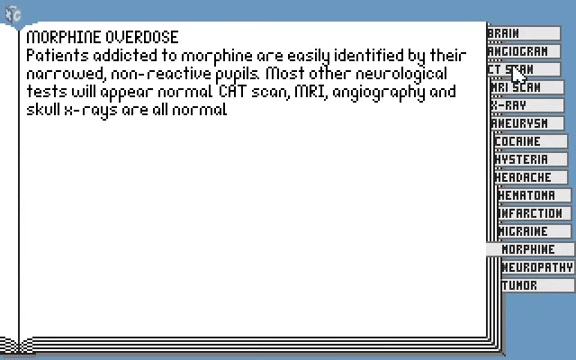 MORPHINE OVERDOSE
Patients addicted to morphine are easily identified by their
narrowed, non-reactive pupils. Most other neurological
tests will appear normal. CAT scan, MRI, angiography and
skull x-rays are all normal.
BRAIN
ANGIOGRAM
CT SCAN
MRI SCAN
X-RAY
ANEURYSM
COCAINE
HYSTERIA
HEADACHE
HEMATOMA
INFARCTION
MIGRAINE
MORPHINE
NEUROPATHY
TUMOR